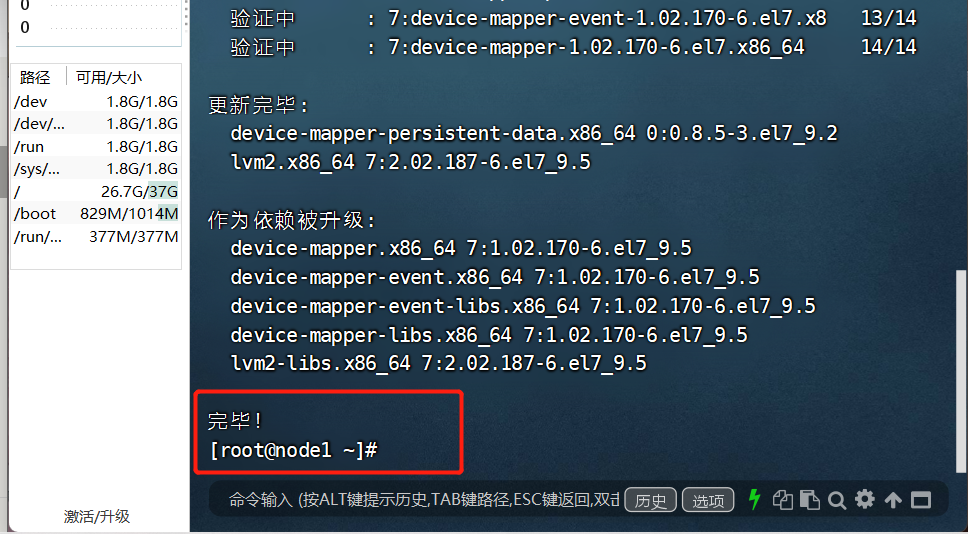 0
0
路径 可用/大小
/dev 1.8G/1.8G
/dev/... 1.8G/1.8G
/run 1.8G/1.8G
/sys/... 1.8G/1.8G
/ 26.7G/37G
/boot 829M/1014M
/run/... 377M/377M
激活/升级
验证中 : 7:device-mapper-event-1.02.170-6.el7.x8 13/14
验证中 : 7:device-mapper-1.02.170-6.el7.x86_64 14/14
更新完毕:
device-mapper-persistent-data.x86_64 0:0.8.5-3.el7_9.2
lvm2.x86_64 7:2.02.187-6.el7_9.5
作为依赖被升级:
device-mapper.x86_64 7:1.02.170-6.el7_9.5
device-mapper-event.x86_64 7:1.02.170-6.el7_9.5
device-mapper-event-libs.x86_64 7:1.02.170-6.el7_9.5
device-mapper-libs.x86_64 7:1.02.170-6.el7_9.5
lvm2-libs.x86_64 7:2.02.187-6.el7_9.5
完毕!
[root@node1 ~]#
命令输入 (按ALT键提示历史,TAB键路径,ESC键返回,双击 历史 选项